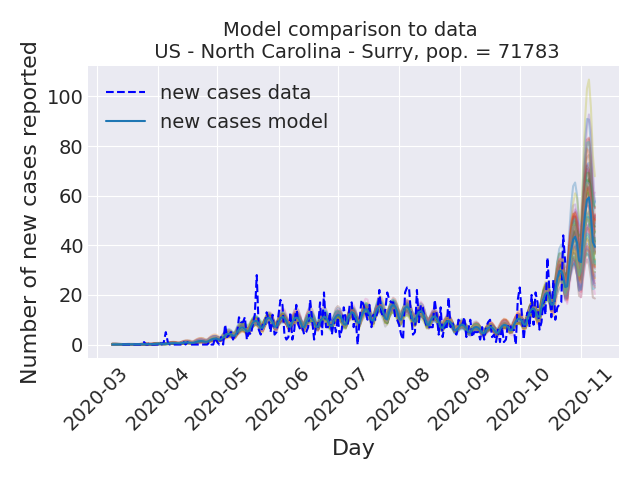 Model comparison to data
US - North Carolina - Surry, pop. = 71783
Number of new cases reported
100
80
60
40
20
0
new cases data
new cases model
2020-03
2020-04
2020-05
2020-06
2020-07
2020-08
2020-09
2020-10
2020-11
Day